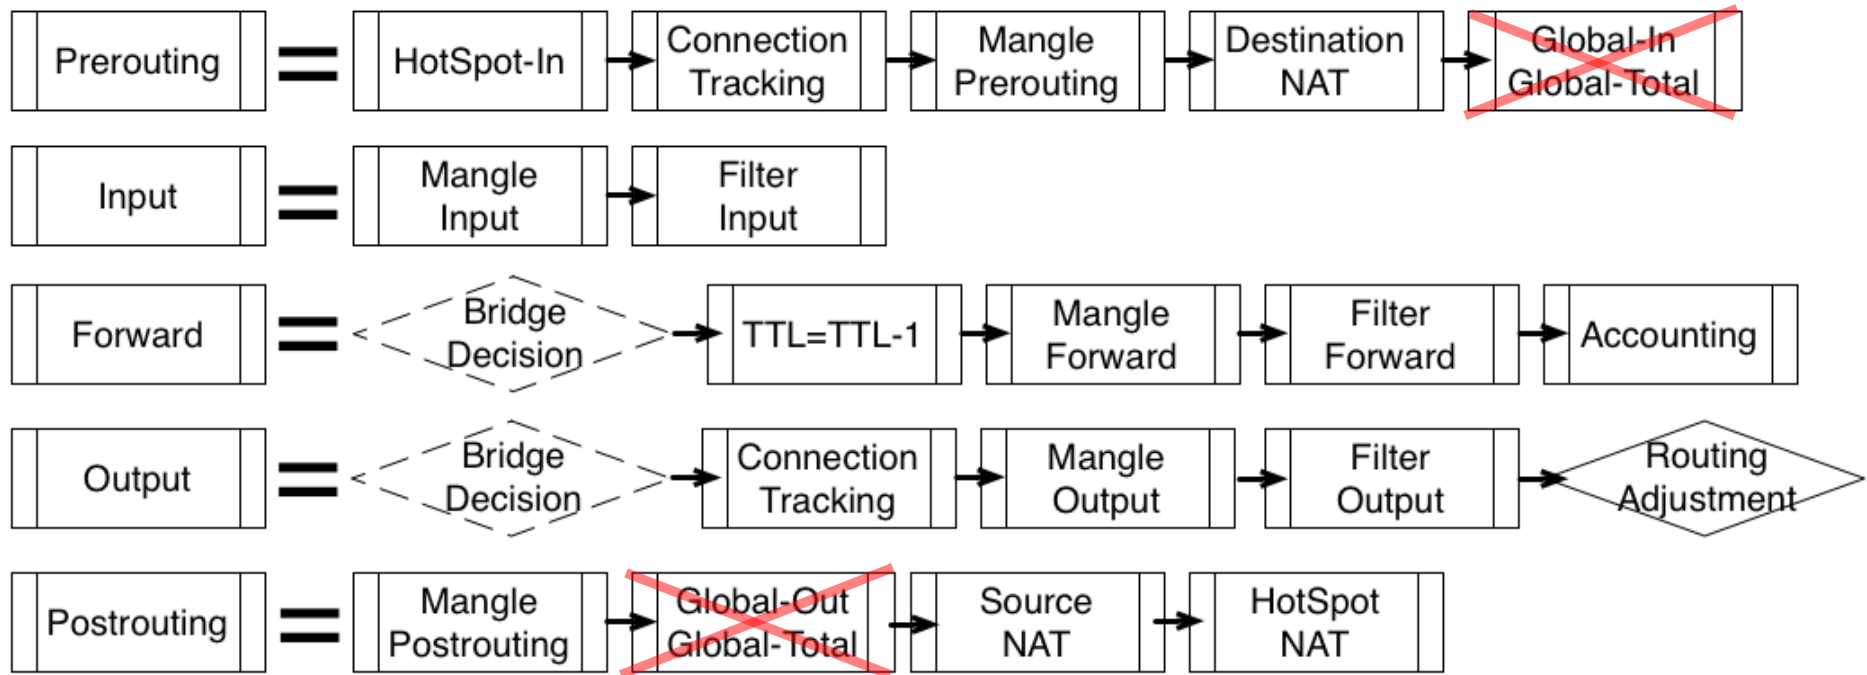 Prerouting
HotSpot-In
Connection
Tracking
Mangle
Prerouting
Destination
NAT
Global-In
Global-Total
Input
Mangle
Input
Filter
Input
Forward
Bridge
Decision
TTL=TTL-1
Mangle
Forward
Filter
Forward
Accounting
Output
Bridge
Decision
Connection
Tracking
Mangle
Output
Filter
Output
Routing
Adjustment
Postrouting
Mangle
Postrouting
Global-Out
Global-Total
Source
NAT
HotSpot
NAT